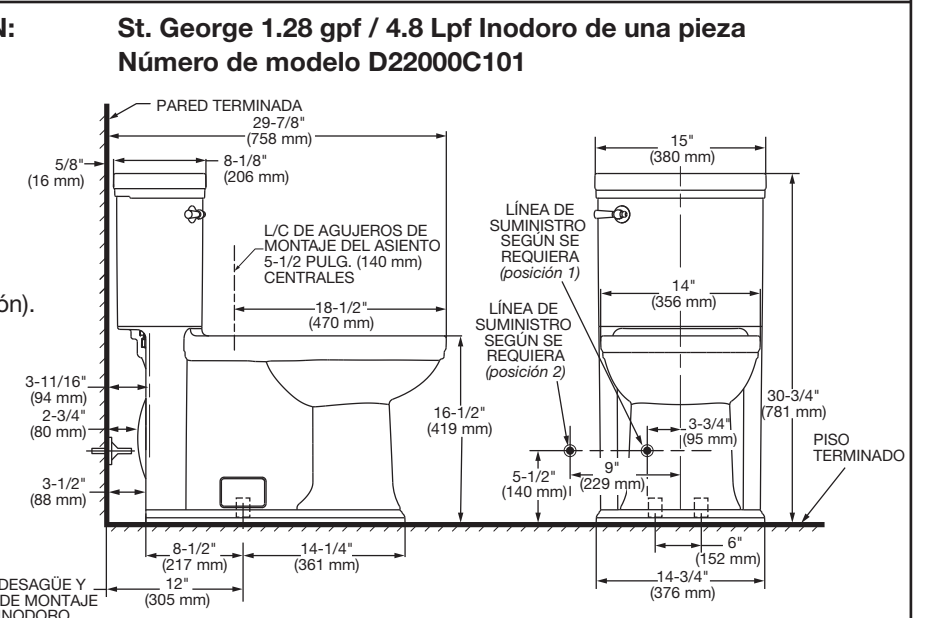 N: St. George 1.28 gpf / 4.8 Lpf Inodoro de una pieza
Número de modelo D22000C101
PARED TERMINADA
29-7/8"
(758 mm)
5/8"
(16 mm)
8-1/8"
(206 mm)
L/C DE AGUJEROS DE
MONTAJE DEL ASIENTO
5-1/2 PULG. (140 mm)
CENTRALES
18-1/2"
(470 mm)
ón).
3-11/16"
(94 mm)
2-3/4"
(80 mm)
3-1/2"
(88 mm)
16-1/2"
(419 mm)
8-1/2"
(217 mm)
14-1/4"
(361 mm)
12"
(305 mm)
DESAGÜE Y
DE MONTAJE
INODORO
15"
(380 mm)
LÍNEA DE
SUMINISTRO
SEGÚN SE
REQUIERA
(posición 1)
14"
(356 mm)
LÍNEA DE
SUMINISTRO
SEGÚN SE
REQUIERA
(posición 2)
30-3/4"
(781 mm)
3-3/4"
(95 mm)
PISO
TERMINADO
5-1/2"
(140 mm)
9"
(229 mm)
6"
(152 mm)
14-3/4"
(376 mm)